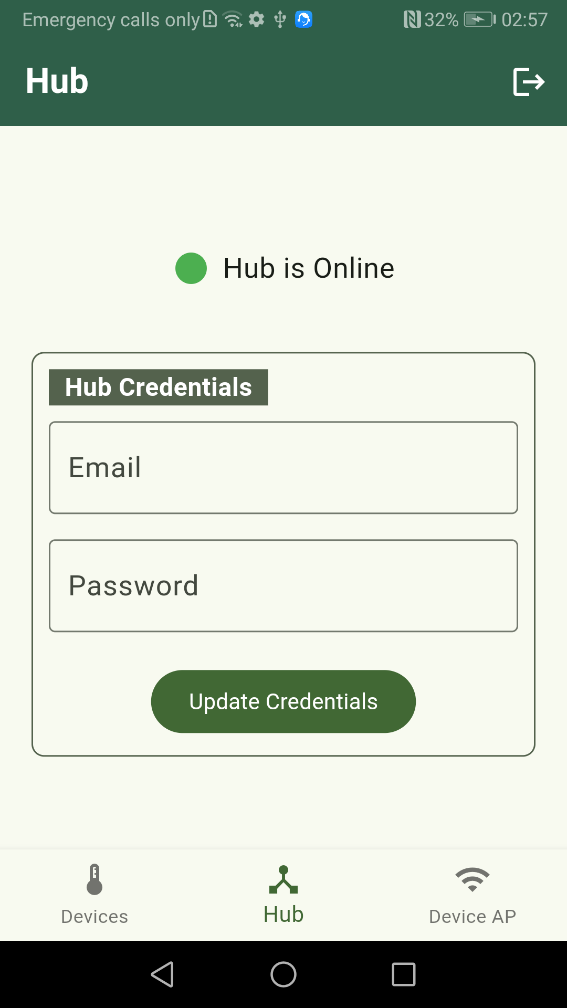 Emergency calls only 32% 02:57
Hub
Hub is Online
Hub Credentials
Email
Password
Update Credentials
Devices Hub Device AP